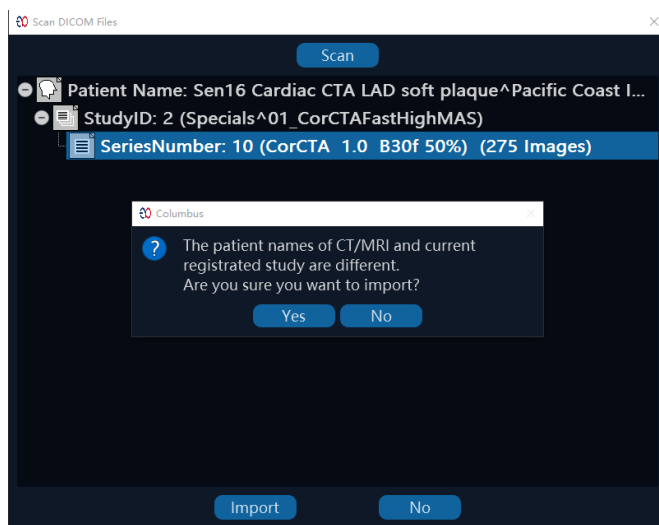 Scan DICOM Files
Scan
Patient Name: Sen16 Cardiac CTA LAD soft plaque^Pacific Coast I...
StudyID: 2 (Specials^01_CorCTAFastHighMAS)
SeriesNumber: 10 (CorCTA 1.0 B30f 50%) (275 Images)
Columbus
The patient names of CT/MRI and current
registrated study are different.
Are you sure you want to import?
Yes No
Import No